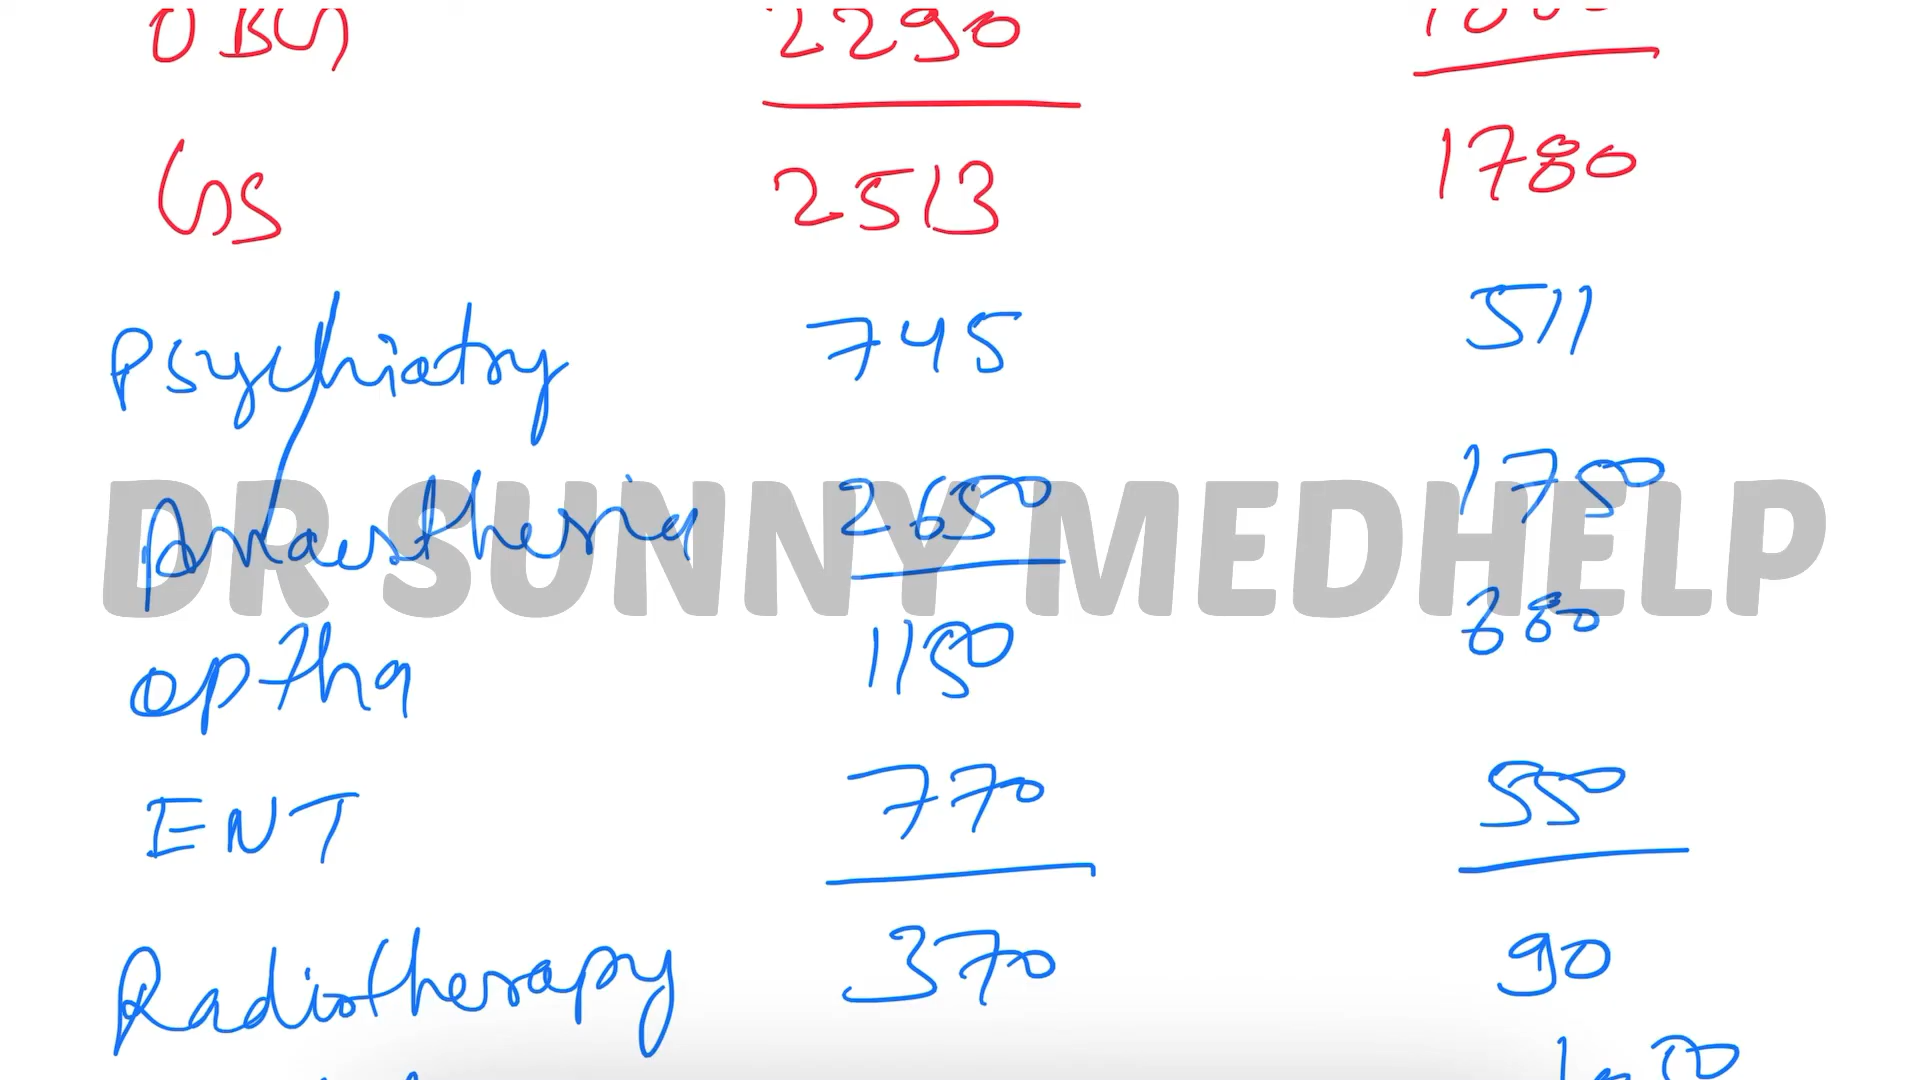 OBG 2290
GS 2513 1780
Psychiatry 745 511
Anaesthesia 2650 1750
DR SUNNY MEDHELP
optha 1150 880
ENT 770 550
Radiotherapy 370 90